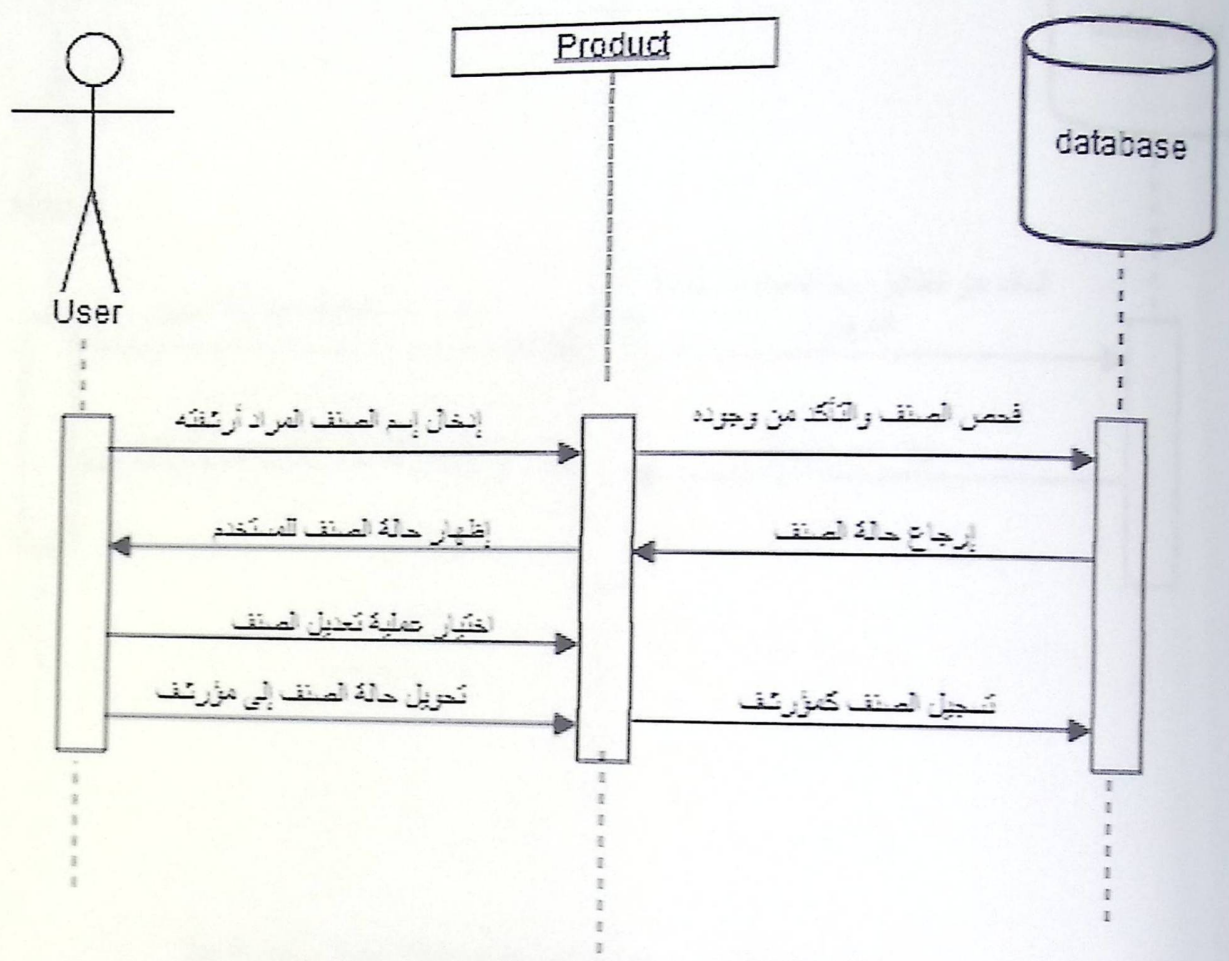 Product
database
User
إدخال إسم الصنف المراد أرشفته
فحص الصنف والتأكد من وجوده
إظهار حالة الصنف للمستخدم
إرجاع حالة الصنف
اختيار عملية تعديل الصنف
تحويل حالة الصنف إلى مؤرشف
تسجيل الصنف كمؤرشف